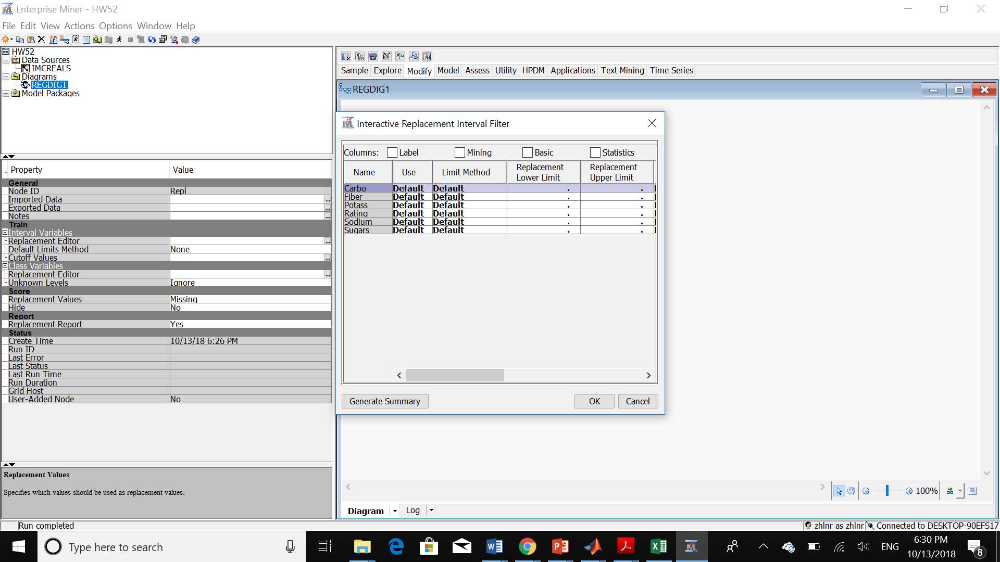 Enterprise Miner - HW52
File Edit View Actions Options Window Help
HW52
Data Sources
IMCREALS
Diagrams
REGDIG1
Model Packages
.. Property Value
General
Node ID Repl
Imported Data ...
Exported Data ...
Notes ...
Train
Interval Variables
Replacement Editor ...
Default Limits Method None
Cutoff Values ...
Class Variables
Replacement Editor ...
Unknown Levels Ignore
Score
Replacement Values Missing
Hide No
Report
Replacement Report Yes
Status
Create Time 10/13/18 6:26 PM
Run ID
Last Error
Last Status
Last Run Time
Run Duration
Grid Host
User-Added Node No
Replacement Values
Specifies which values should be used as replacement values.
Run completed
Sample Explore Modify Model Assess Utility HPDM Applications Text Mining Time Series
REGDIG1
Interactive Replacement Interval Filter
Columns: Label Mining Basic Statistics
Name Use Limit Method Replacement Lower Limit Replacement Upper Limit
Carbo Default Default . .
Fiber Default Default . .
Potass Default Default . .
Rating Default Default . .
Sodium Default Default . .
Sugars Default Default . .
Generate Summary OK Cancel
100%
Diagram Log
zhlnr as zhlnr Connected to DESKTOP-90EFS17
Type here to search
ENG
6:30 PM
10/13/2018
8